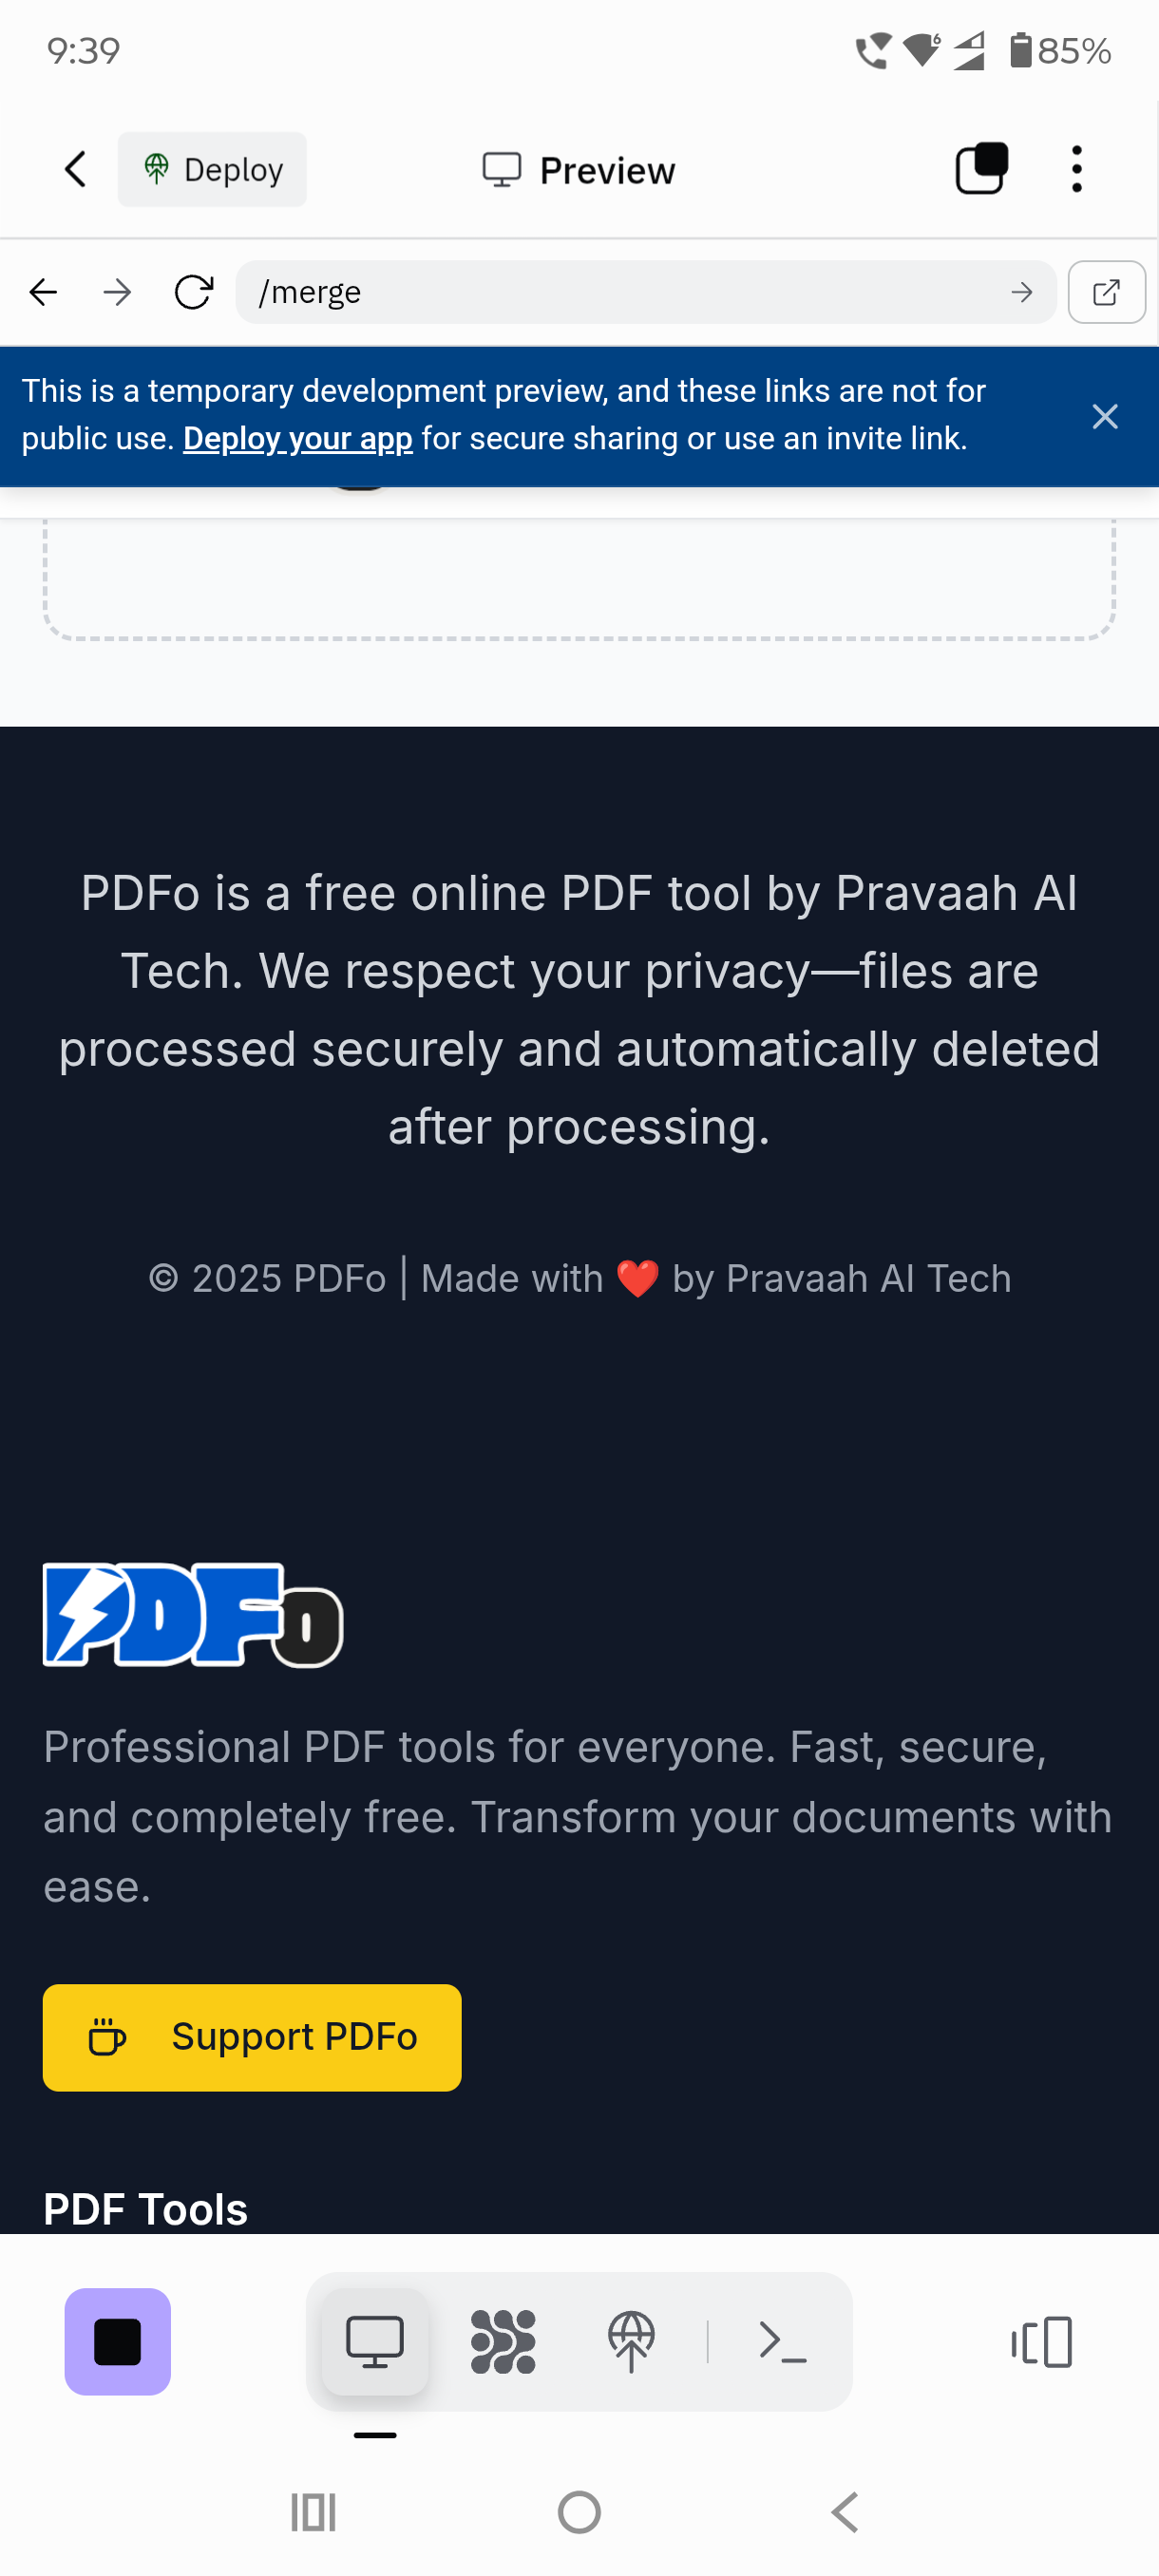 9:39
6
85%
Deploy
Preview
/merge
This is a temporary development preview, and these links are not for
public use. Deploy your app for secure sharing or use an invite link.
PDFo is a free online PDF tool by Pravaah AI
Tech. We respect your privacy—files are
processed securely and automatically deleted
after processing.
© 2025 PDFo | Made with ❤️ by Pravaah AI Tech
PDFo
Professional PDF tools for everyone. Fast, secure,
and completely free. Transform your documents with
ease.
Support PDFo
PDF Tools